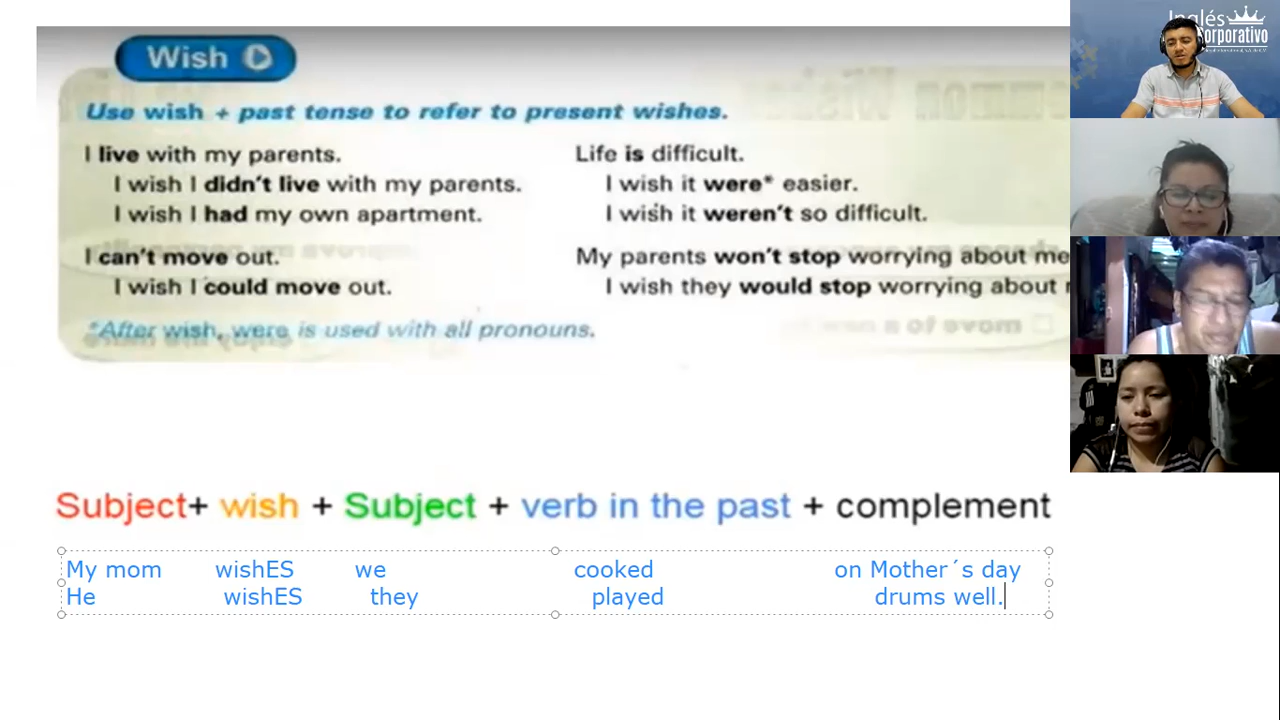 Wish
Use wish + past tense to refer to present wishes.
I live with my parents.
I wish I didn't live with my parents.
I wish I had my own apartment.
I can't move out.
I wish I could move out.
*After wish, were is used with all pronouns.
Life is difficult.
I wish it were* easier.
I wish it weren't so difficult.
My parents won't stop worrying about me
I wish they would stop worrying about
Subject+ wish + Subject + verb in the past + complement
My mom wishES we cooked on Mother´s day
He wishES they played drums well.
Inglés
Corporativo